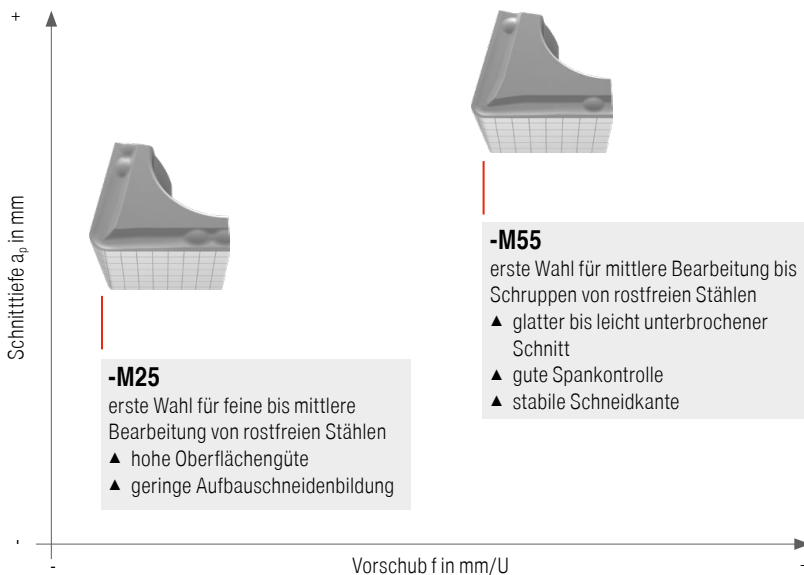 +
Schnitttiefe aₚ in mm
-M55
erste Wahl für mittlere Bearbeitung bis
Schruppen von rostfreien Stählen
▲ glatter bis leicht unterbrochener
Schnitt
▲ gute Spankontrolle
▲ stabile Schneidkante
-M25
erste Wahl für feine bis mittlere
Bearbeitung von rostfreien Stählen
▲ hohe Oberflächengüte
▲ geringe Aufbauschneidenbildung
-
-
Vorschub f in mm/U
+